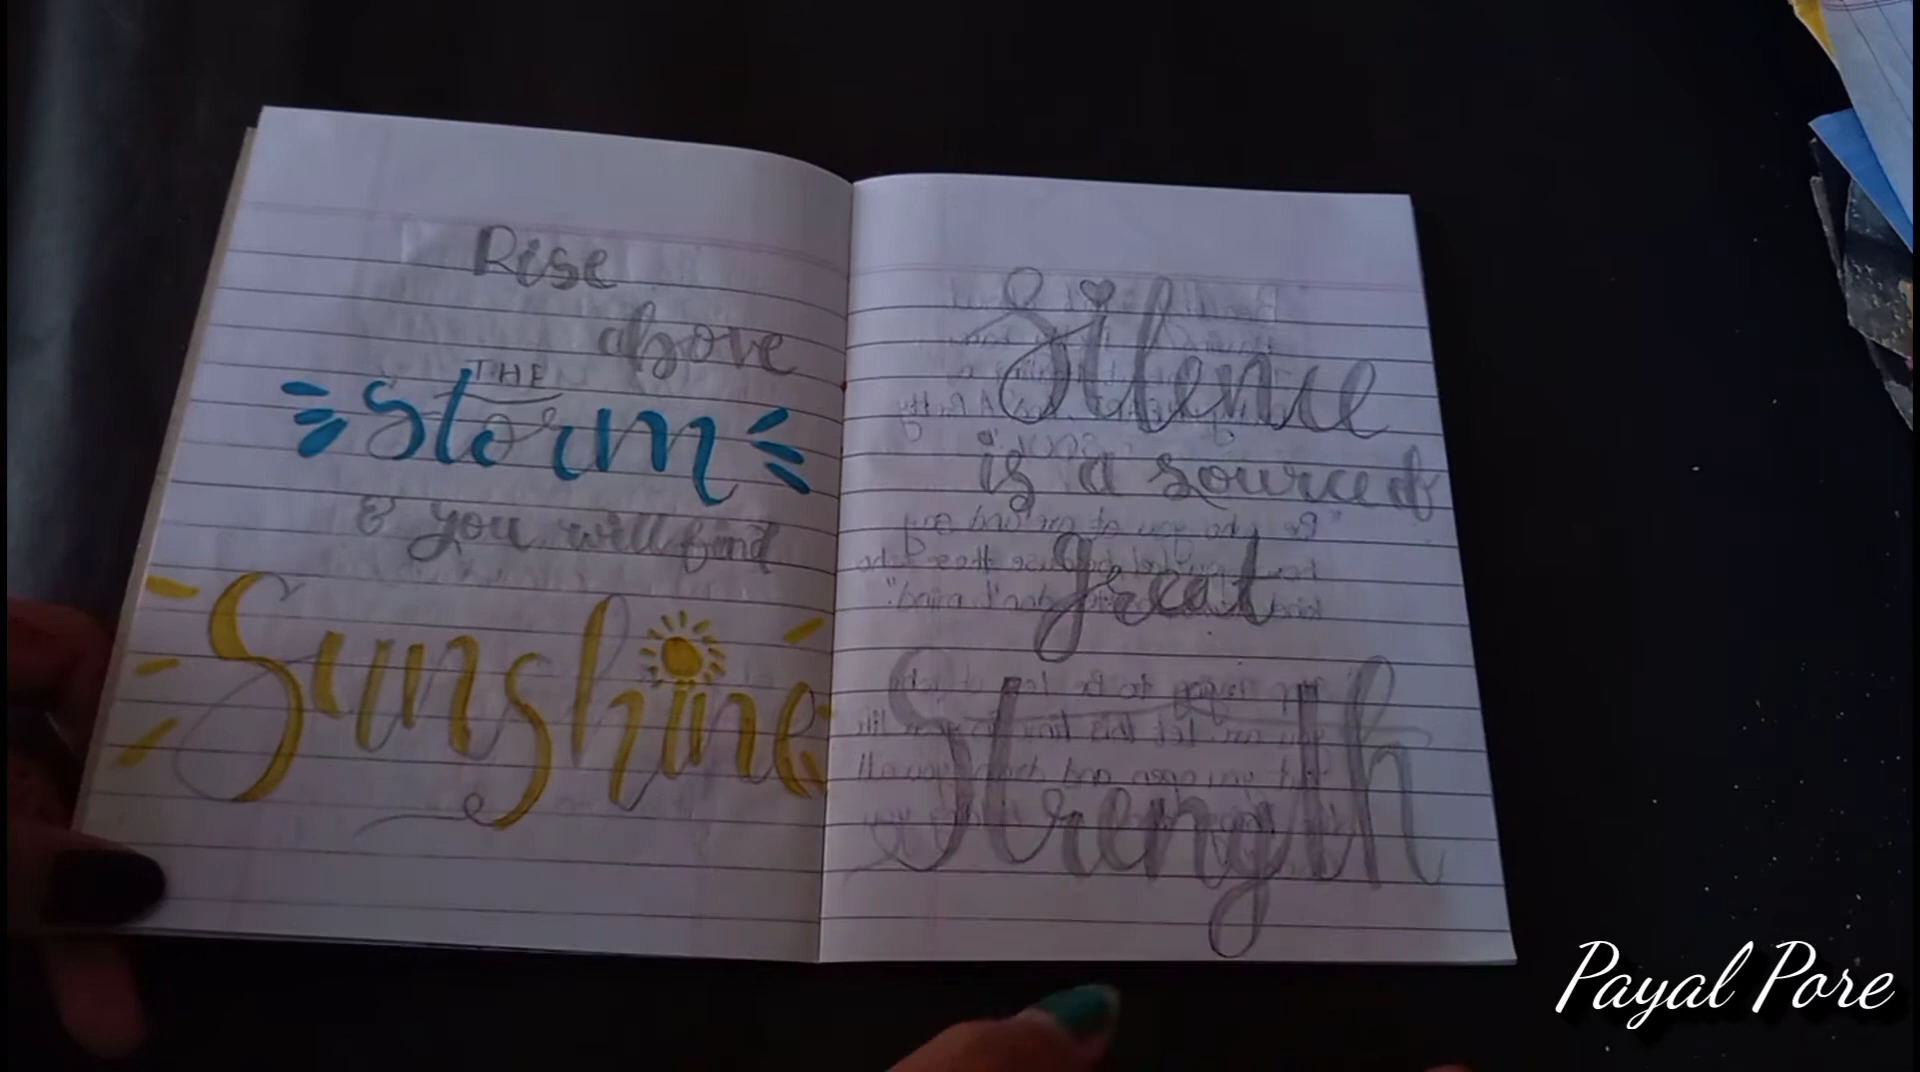 Rise
above
THE
Storm
& you will find
Sunshine
Silence
is a source of
great
Strength
Payal Pore